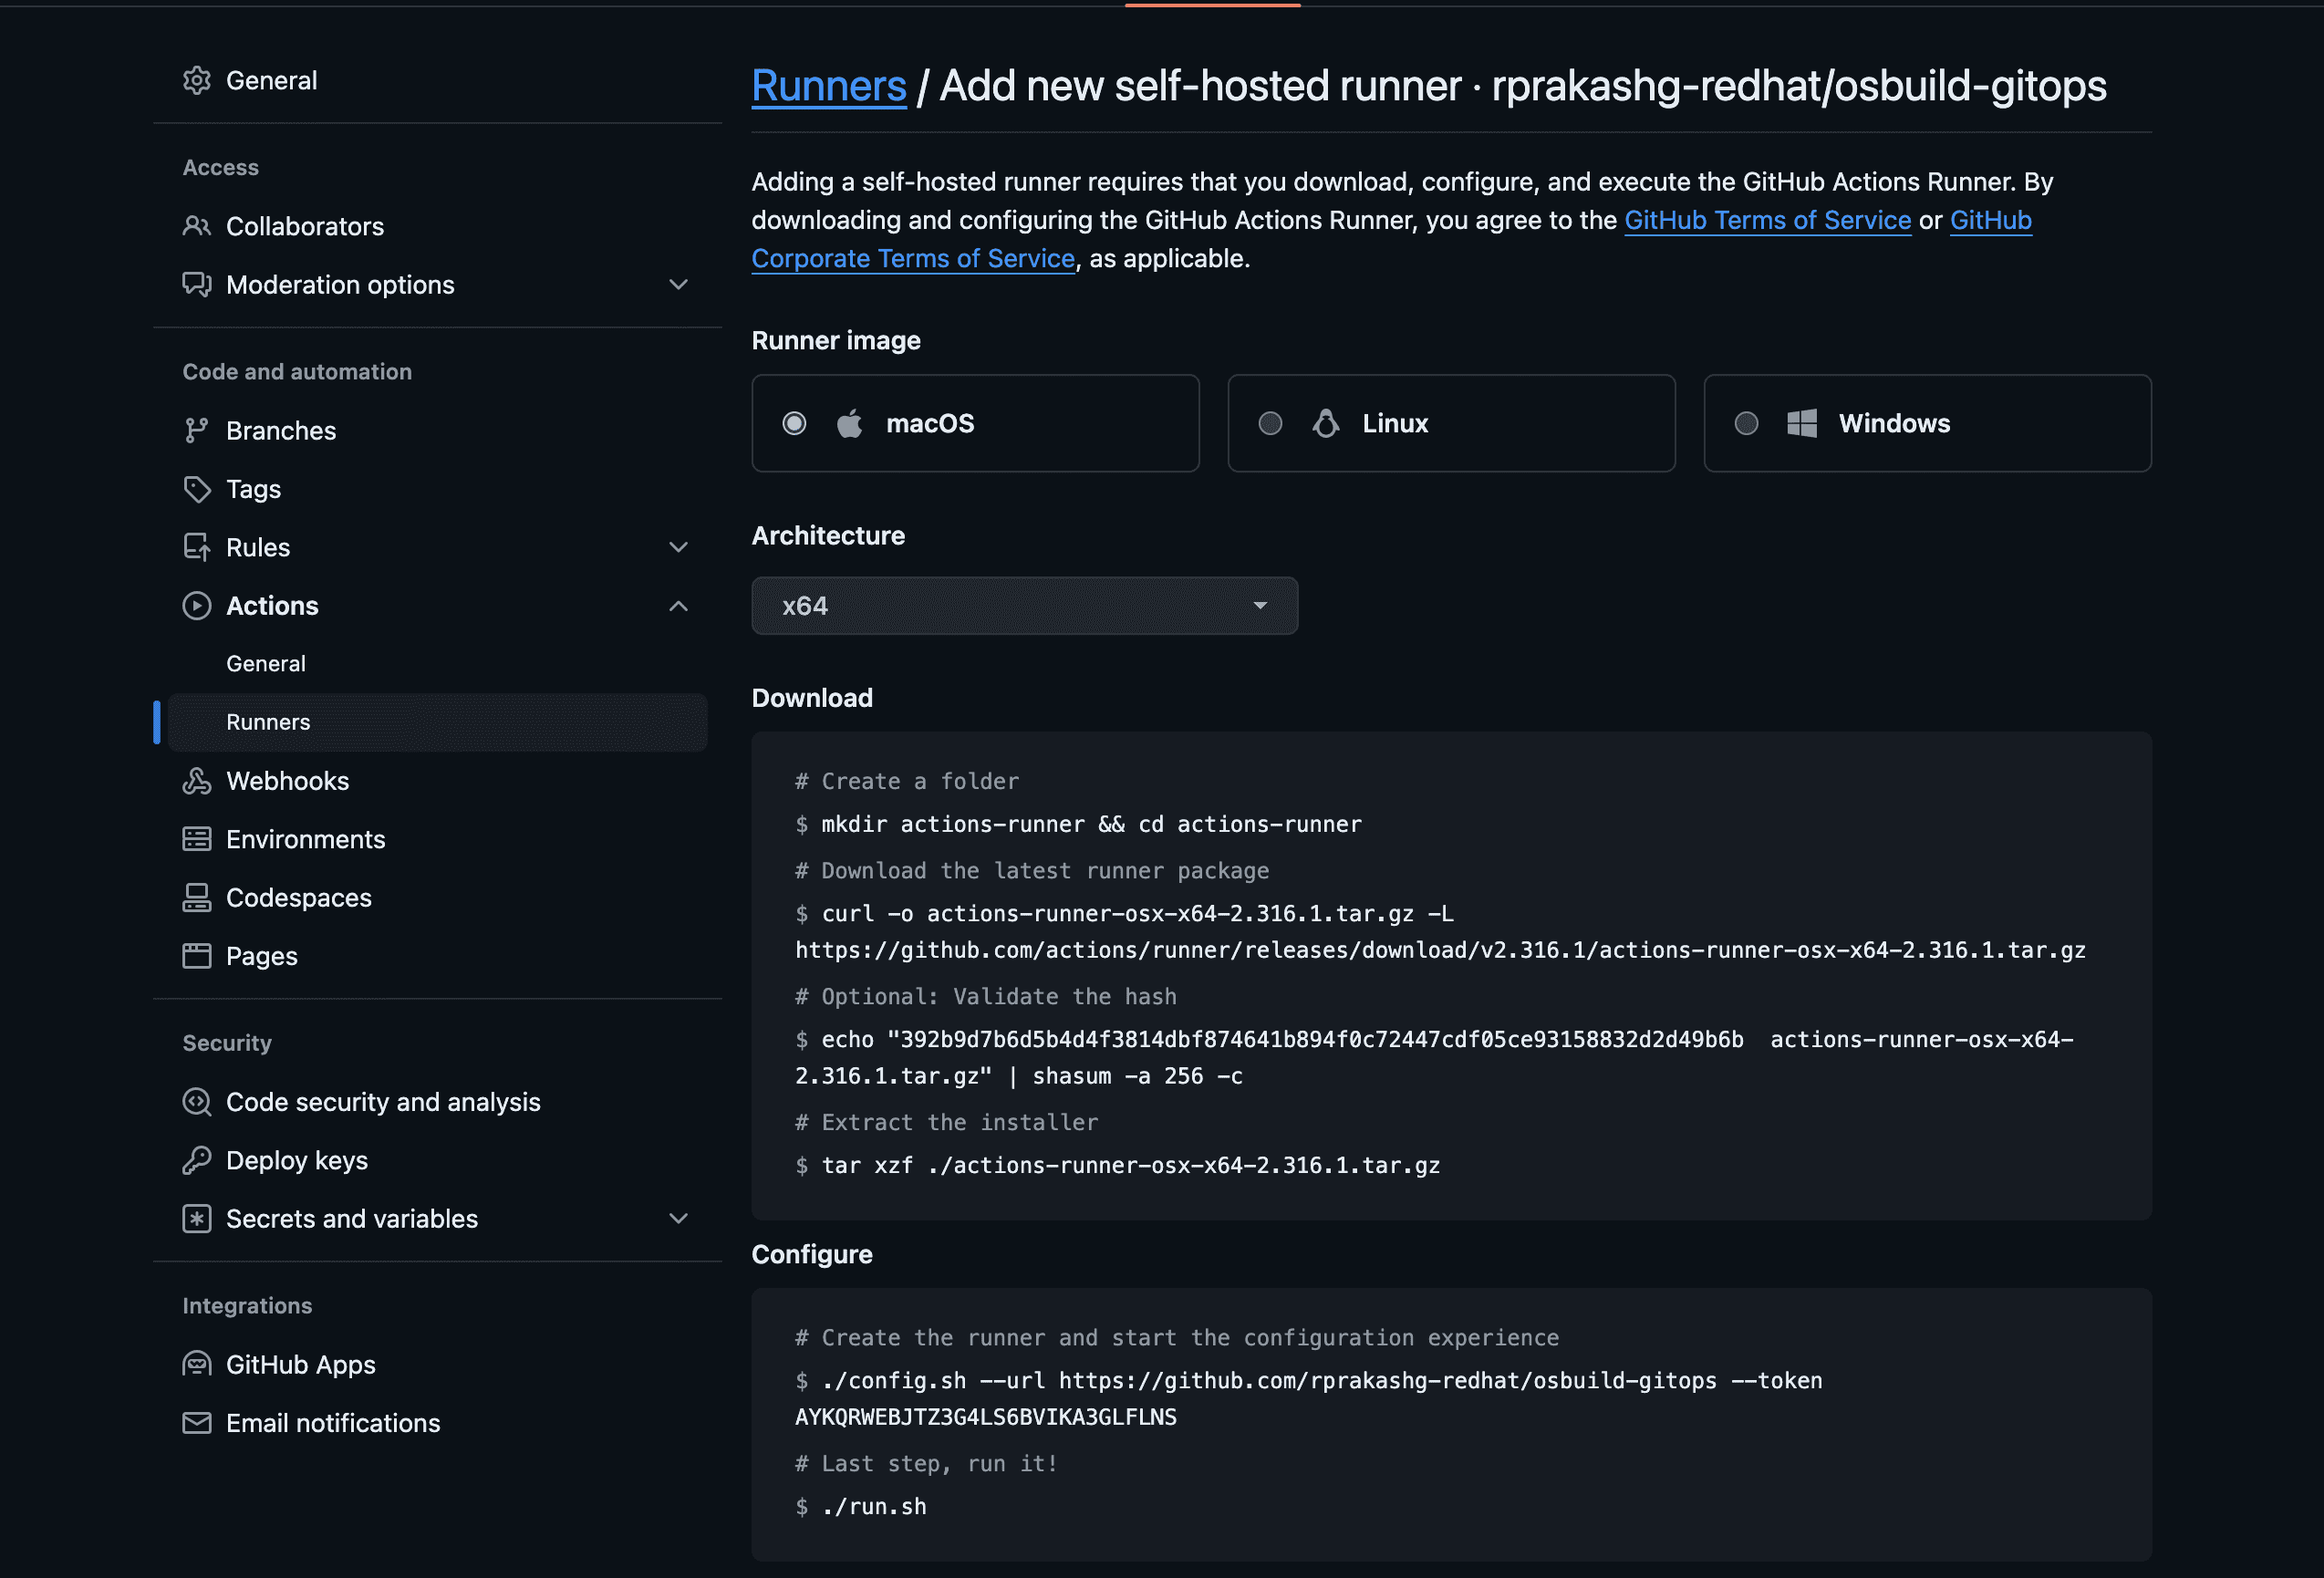 General
Access
Collaborators
Moderation options
Code and automation
Branches
Tags
Rules
Actions
General
Runners
Webhooks
Environments
Codespaces
Pages
Security
Code security and analysis
Deploy keys
Secrets and variables
Integrations
GitHub Apps
Email notifications
Runners / Add new self-hosted runner · rprakashg-redhat/osbuild-gitops
Adding a self-hosted runner requires that you download, configure, and execute the GitHub Actions Runner. By
downloading and configuring the GitHub Actions Runner, you agree to the GitHub Terms of Service or GitHub
Corporate Terms of Service, as applicable.
Runner image
macOS
Linux
Windows
Architecture
x64
Download
# Create a folder
$ mkdir actions-runner && cd actions-runner
# Download the latest runner package
$ curl -o actions-runner-osx-x64-2.316.1.tar.gz -L
https://github.com/actions/runner/releases/download/v2.316.1/actions-runner-osx-x64-2.316.1.tar.gz
# Optional: Validate the hash
$ echo "392b9d7b6d5b4d4f3814dbf874641b894f0c72447cdf05ce93158832d2d49b6b  actions-runner-osx-x64-
2.316.1.tar.gz" | shasum -a 256 -c
# Extract the installer
$ tar xzf ./actions-runner-osx-x64-2.316.1.tar.gz
Configure
# Create the runner and start the configuration experience
$ ./config.sh --url https://github.com/rprakashg-redhat/osbuild-gitops --token
AYKQRWEBJTZ3G4LS6BVIKA3GLFLNS
# Last step, run it!
$ ./run.sh